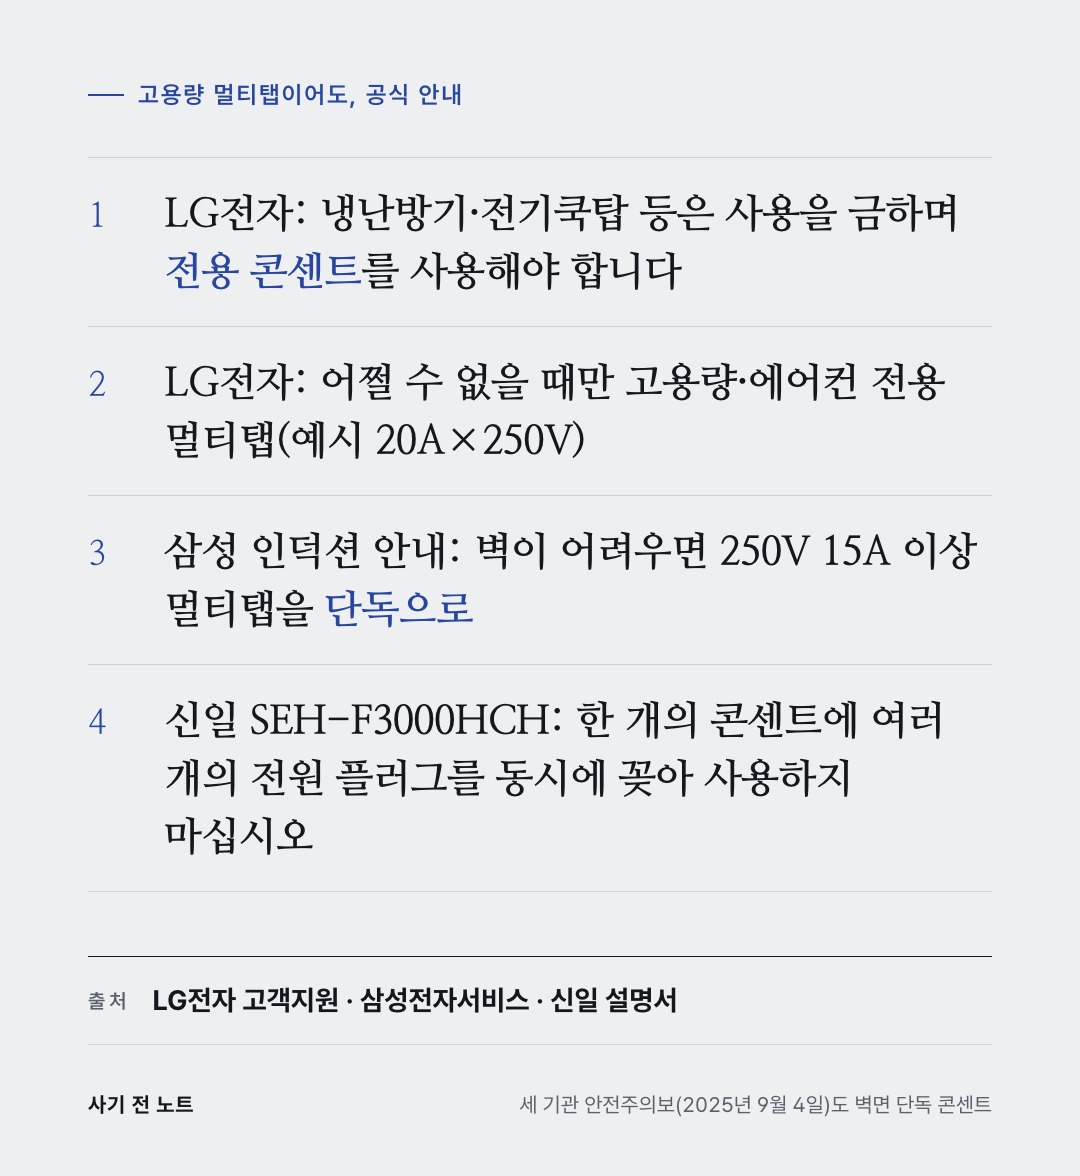 고용량 멀티탭이어도, 공식 안내
1 LG전자: 냉난방기·전기쿡탑 등은 사용을 금하며
전용 콘센트를 사용해야 합니다
2 LG전자: 어쩔 수 없을 때만 고용량·에어컨 전용
멀티탭(예시 20A×250V)
3 삼성 인덕션 안내: 벽이 어려우면 250V 15A 이상
멀티탭을 단독으로
4 신일 SEH-F3000HCH: 한 개의 콘센트에 여러
개의 전원 플러그를 동시에 꽂아 사용하지
마십시오
출처 LG전자 고객지원 · 삼성전자서비스 · 신일 설명서
사기 전 노트
세 기관 안전주의보(2025년 9월 4일)도 벽면 단독 콘센트